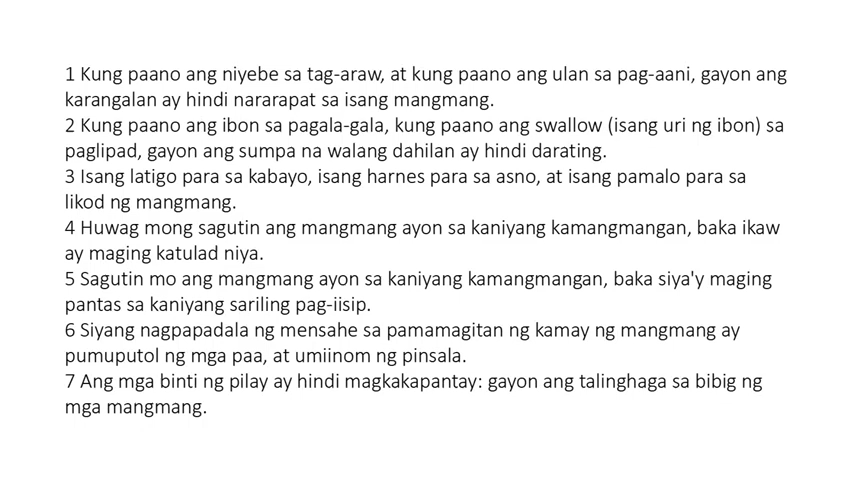 1 Kung paano ang niyebe sa tag-araw, at kung paano ang ulan sa pag-aani, gayon ang
karangalan ay hindi nararapat sa isang mangmang.
2 Kung paano ang ibon sa pagala-gala, kung paano ang swallow (isang uri ng ibon) sa
paglipad, gayon ang sumpa na walang dahilan ay hindi darating.
3 Isang latigo para sa kabayo, isang harnes para sa asno, at isang pamalo para sa
likod ng mangmang.
4 Huwag mong sagutin ang mangmang ayon sa kaniyang kamangmangan, baka ikaw
ay maging katulad niya.
5 Sagutin mo ang mangmang ayon sa kaniyang kamangmangan, baka siya'y maging
pantas sa kaniyang sariling pag-iisip.
6 Siyang nagpapadala ng mensahe sa pamamagitan ng kamay ng mangmang ay
pumuputol ng mga paa, at umiinom ng pinsala.
7 Ang mga binti ng pilay ay hindi magkakapantay: gayon ang talinghaga sa bibig ng
mga mangmang.